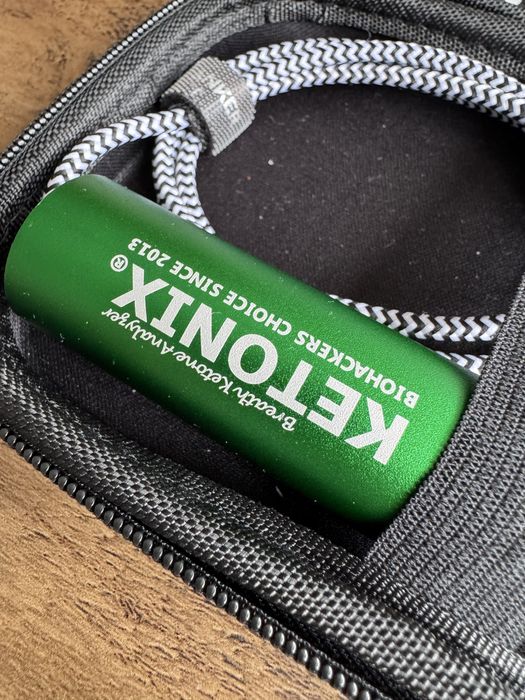 Breath Ketone Analyzer
KETONIX®
BIOHACKERS CHOICE SINCE 2013